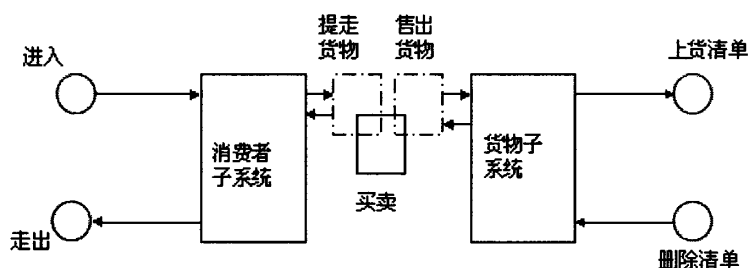 提走
货物
售出
货物
进入
上货清单
消费者
子系统
货物子
系统
买卖
走出
删除清单